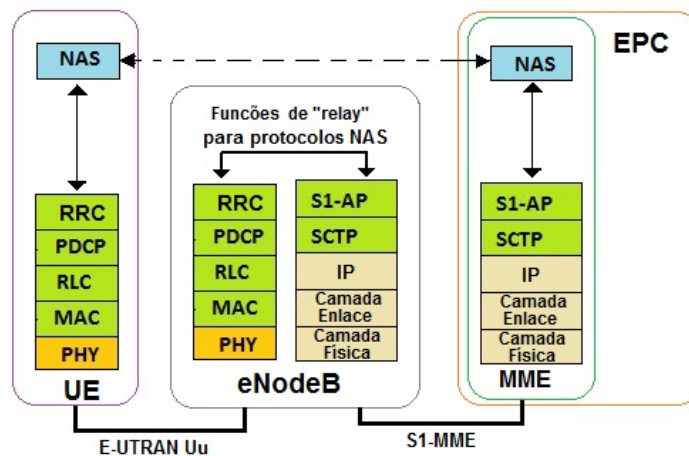 NAS
RRC
PDCP
RLC
MAC
PHY
UE
Funcões de "relay"
para protocolos NAS
RRC
PDCP
RLC
MAC
PHY
S1-AP
SCTP
IP
Camada
Enlace
Camada
Física
eNodeB
EPC
NAS
S1-AP
SCTP
IP
Camada
Enlace
Camada
Física
MME
E-UTRAN Uu
S1-MME